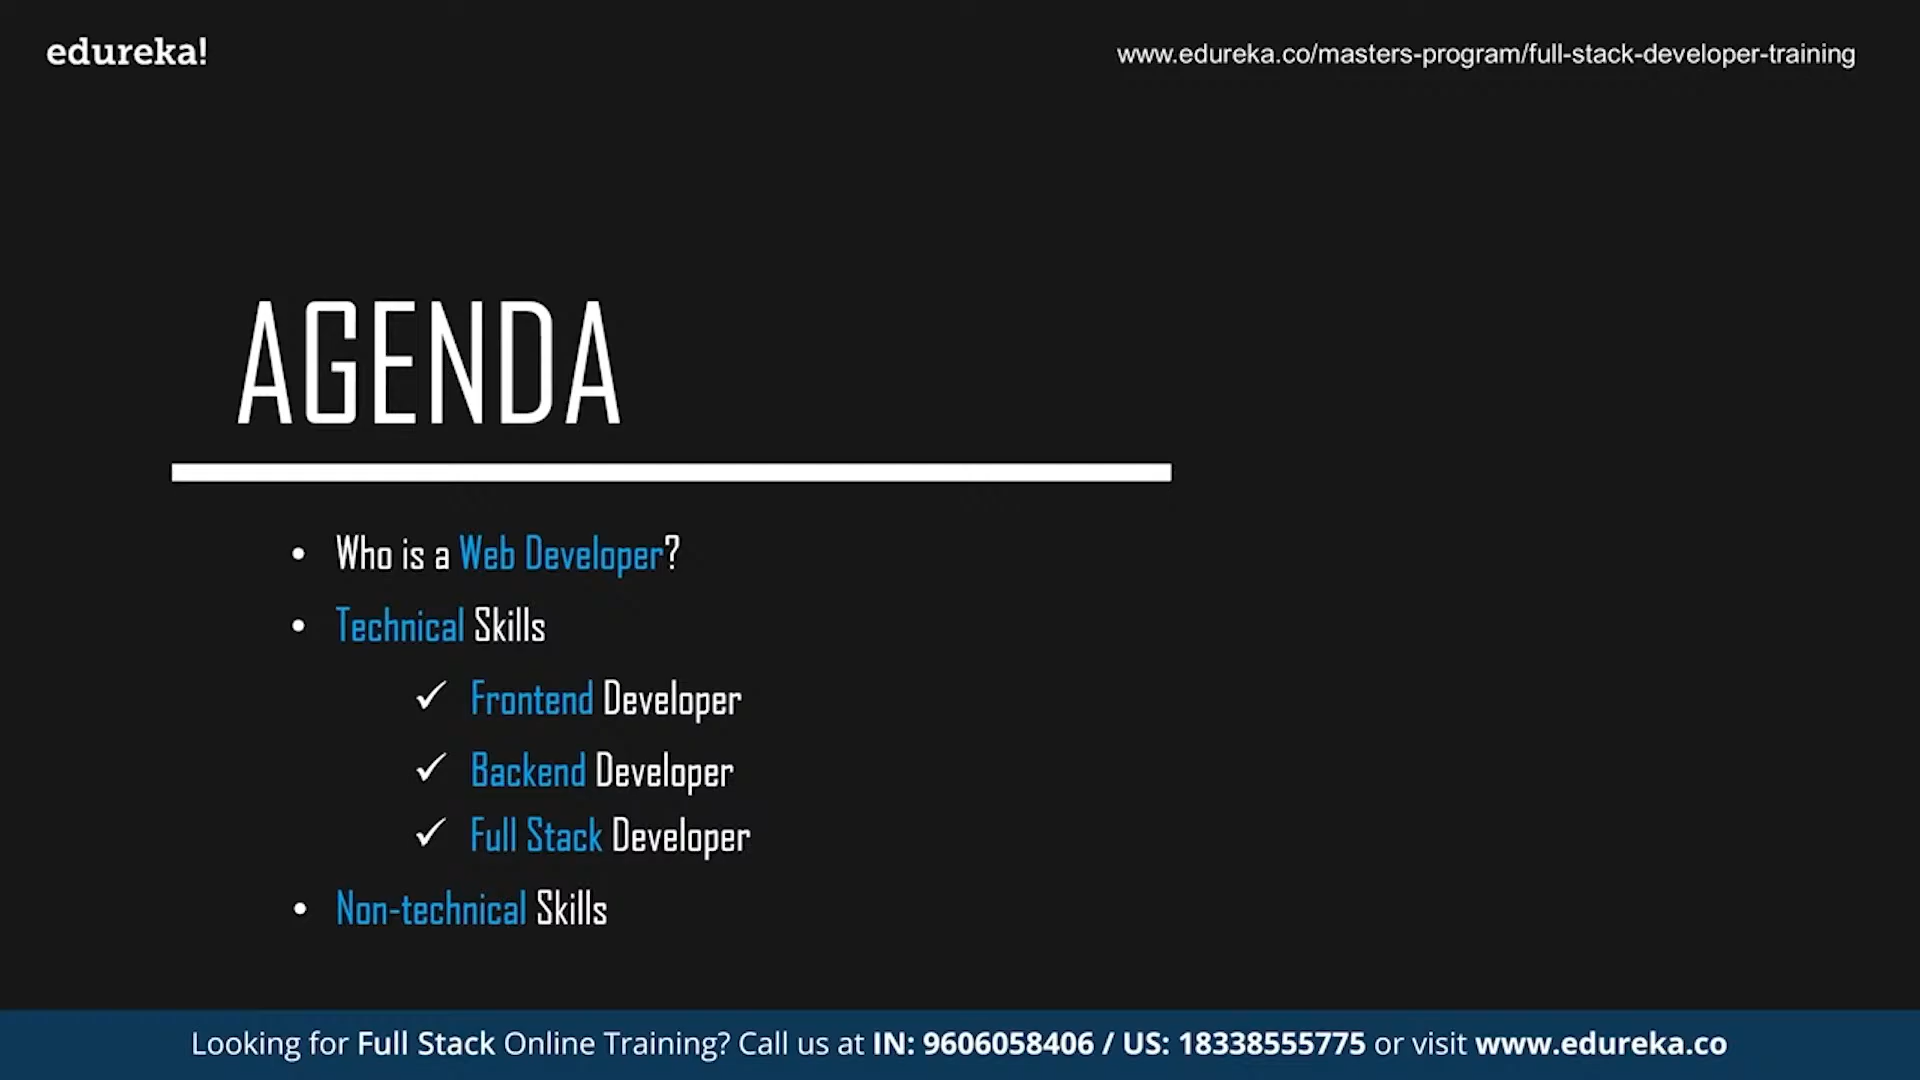 edureka!
www.edureka.co/masters-program/full-stack-developer-training
AGENDA
• Who is a Web Developer?
• Technical Skills
✓ Frontend Developer
✓ Backend Developer
✓ Full Stack Developer
• Non-technical Skills
Looking for Full Stack Online Training? Call us at IN: 9606058406 / US: 18338555775 or visit www.edureka.co